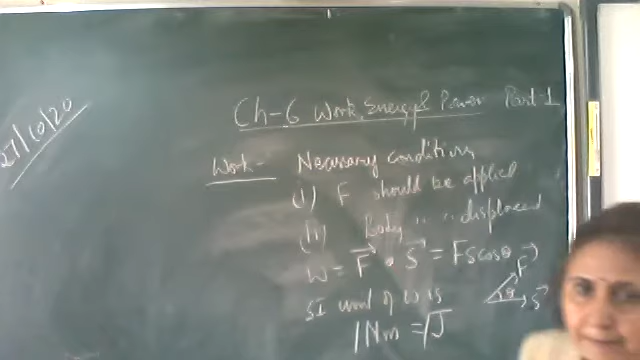 27/10/20
Ch-6 Work, Energy & Power Part-1
Work- Necessary conditions
(i) F should be applied
(ii) Body " " displaced
W = F⃗ . S⃗ = FScosθ
F⃗
θ S⃗
SI unit of W is
1Nm = 1J